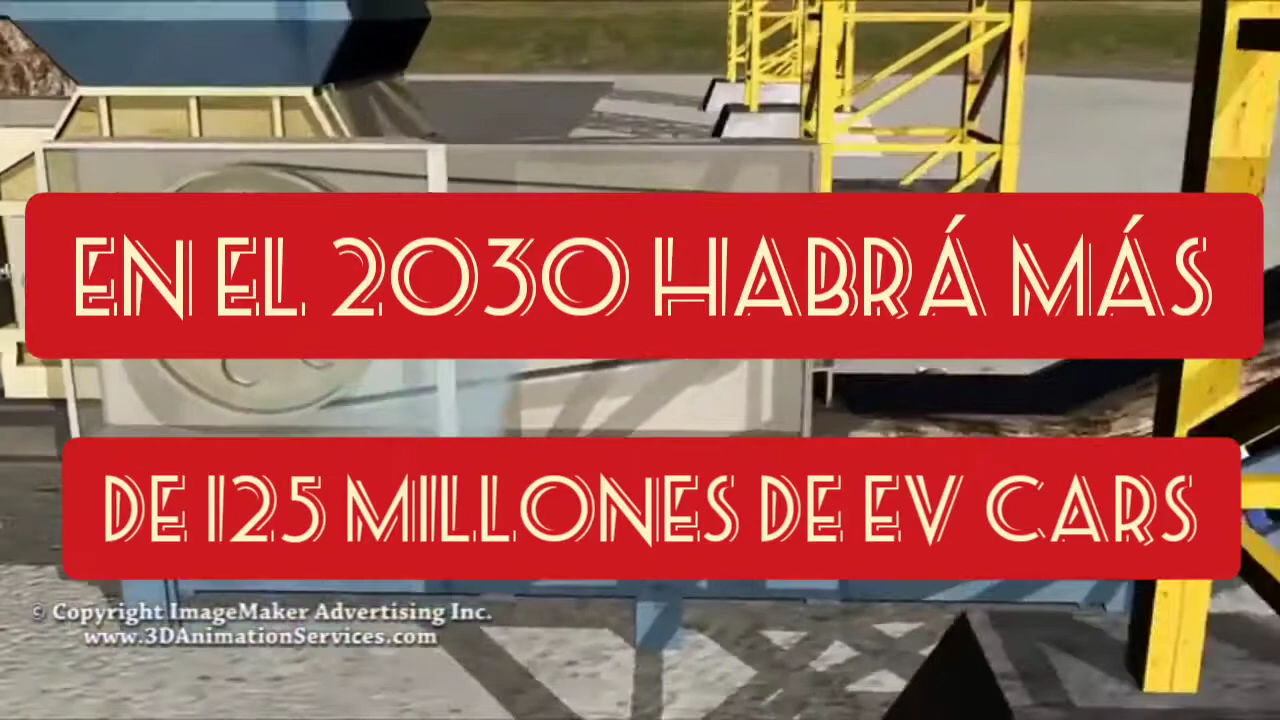 EN EL 2030 HABRÁ MÁS
DE 125 MILLONES DE EV CARS
© Copyright ImageMaker Advertising Inc.
www.3DAnimationServices.com